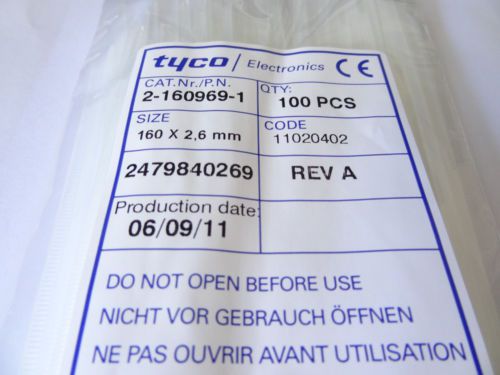 tyco / Electronics CE
CAT.Nr./P.N. QTY:
2-160969-1 100 PCS
SIZE CODE
160 X 2,6 mm 11020402
2479840269 REV A
Production date:
06/09/11
DO NOT OPEN BEFORE USE
NICHT VOR GEBRAUCH ÖFFNEN
NE PAS OUVRIR AVANT UTILISATION